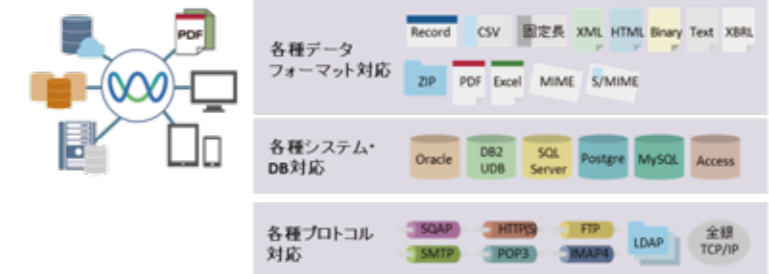 PDF
各種データ
フォーマット対応
Record CSV 固定長 XML HTML Binary Text XBRL
ZIP PDF Excel MIME S/MIME
各種システム・
DB対応
Oracle DB2 UDB SQL Server Postgre MySQL Access
各種プロトコル
対応
SOAP HTTP(S) FTP LDAP 全銀 TCP/IP
SMTP POP3 IMAP4